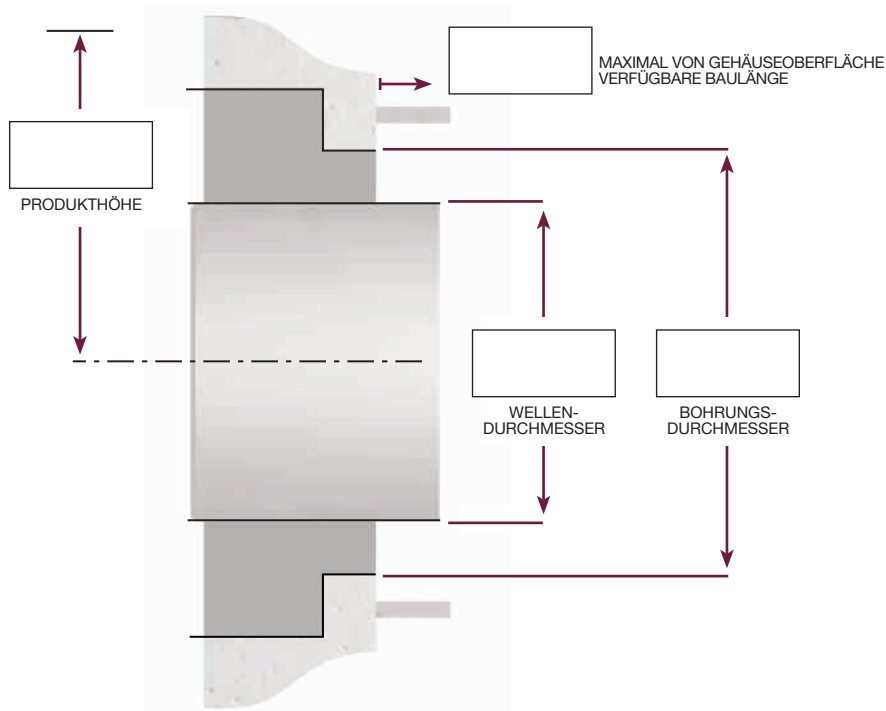 MAXIMAL VON GEHÄUSEOBERFLÄCHE
VERFÜGBARE BAULÄNGE
PRODUKTHÖHE
WELLEN-
DURCHMESSER
BOHRUNGS-
DURCHMESSER